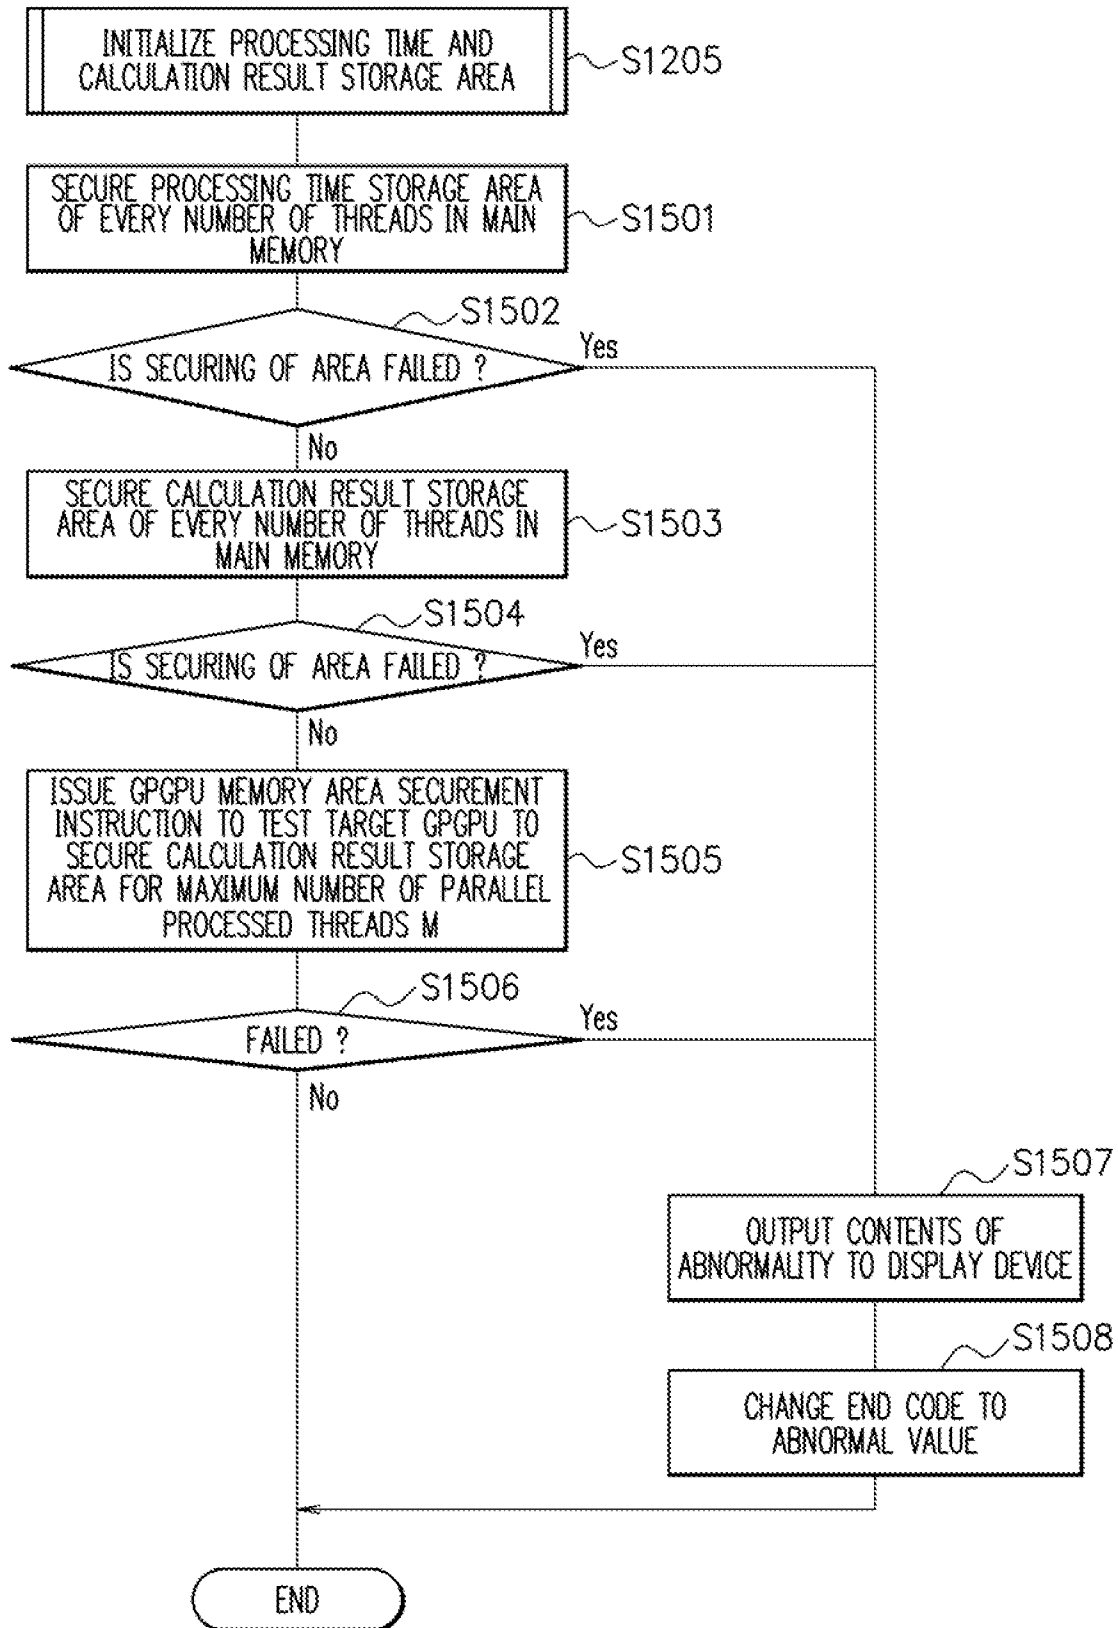 INITIALIZE PROCESSING TIME AND
CALCULATION RESULT STORAGE AREA
S1205
SECURE PROCESSING TIME STORAGE AREA
OF EVERY NUMBER OF THREADS IN MAIN
MEMORY
S1501
S1502
IS SECURING OF AREA FAILED ?
Yes
No
SECURE CALCULATION RESULT STORAGE
AREA OF EVERY NUMBER OF THREADS IN
MAIN MEMORY
S1503
S1504
IS SECURING OF AREA FAILED ?
Yes
No
ISSUE GPGPU MEMORY AREA SECUREMENT
INSTRUCTION TO TEST TARGET GPGPU TO
SECURE CALCULATION RESULT STORAGE
AREA FOR MAXIMUM NUMBER OF PARALLEL
PROCESSED THREADS M
S1505
S1506
FAILED ?
Yes
No
S1507
OUTPUT CONTENTS OF
ABNORMALITY TO DISPLAY DEVICE
S1508
CHANGE END CODE TO
ABNORMAL VALUE
END